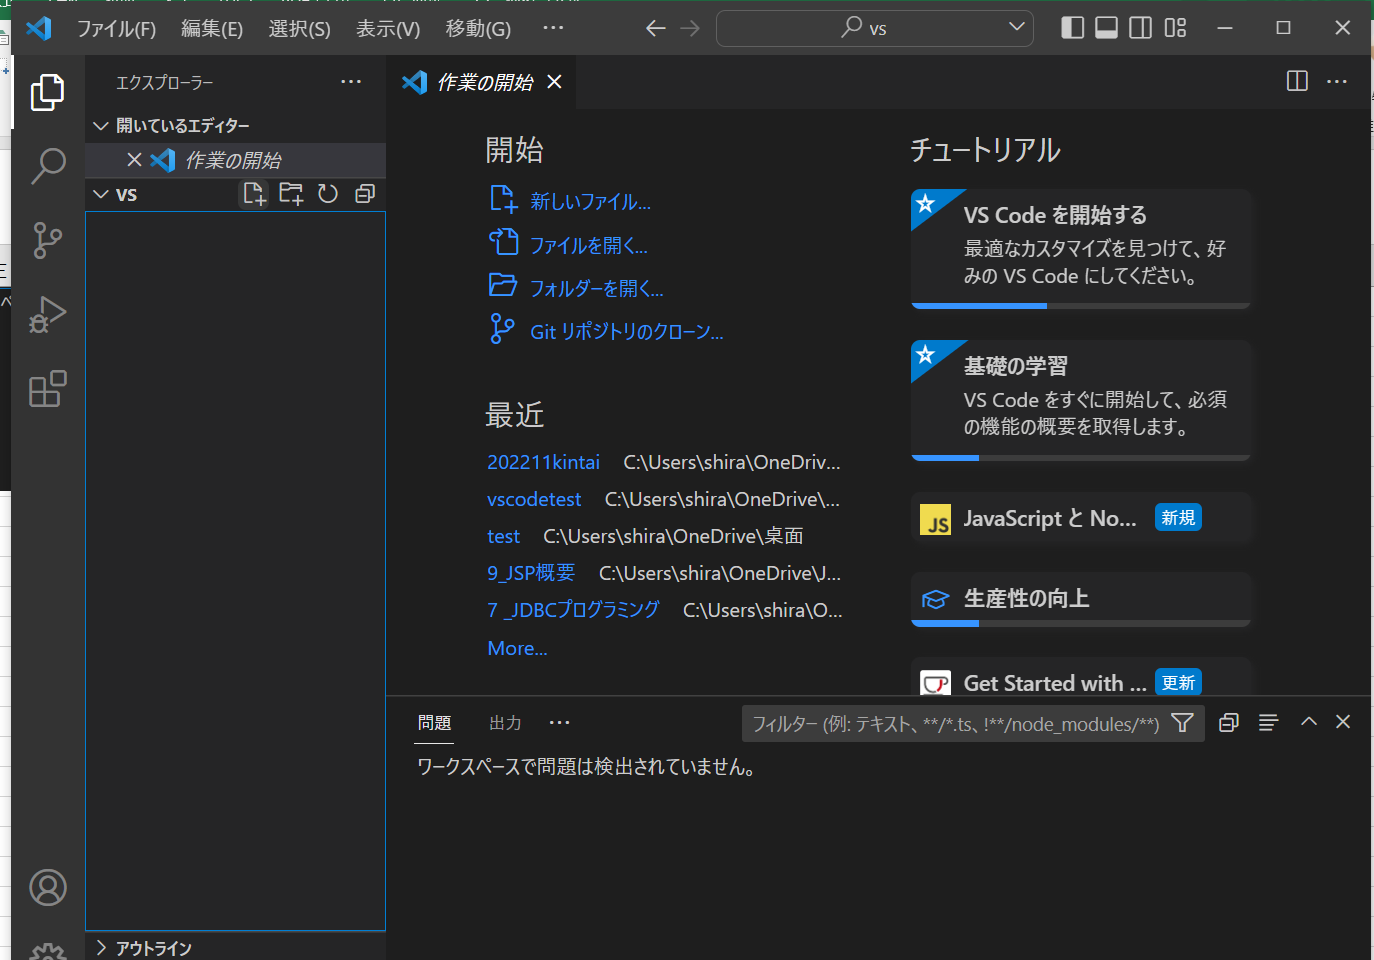 ファイル(F) 編集(E) 選択(S) 表示(V) 移動(G) ··· vs
エクスプローラー ···
開いているエディター
作業の開始
VS
アウトライン
作業の開始
開始
新しいファイル...
ファイルを開く...
フォルダーを開く...
Git リポジトリのクローン...
最近
202211kintai C:\Users\shira\OneDriv...
vscodetest C:\Users\shira\OneDrive\...
test C:\Users\shira\OneDrive\桌面
9_JSP概要 C:\Users\shira\OneDrive\J...
7 _JDBCプログラミング C:\Users\shira\O...
More...
チュートリアル
VS Code を開始する
最適なカスタマイズを見つけて、好
みの VS Code にしてください。
基礎の学習
VS Code をすぐに開始して、必須
の機能の概要を取得します。
JS JavaScript と No... 新規
生産性の向上
Get Started with ... 更新
問題 出力 ··· フィルター (例: テキスト、**/*.ts、!**/node_modules/**)
ワークスペースで問題は検出されていません。